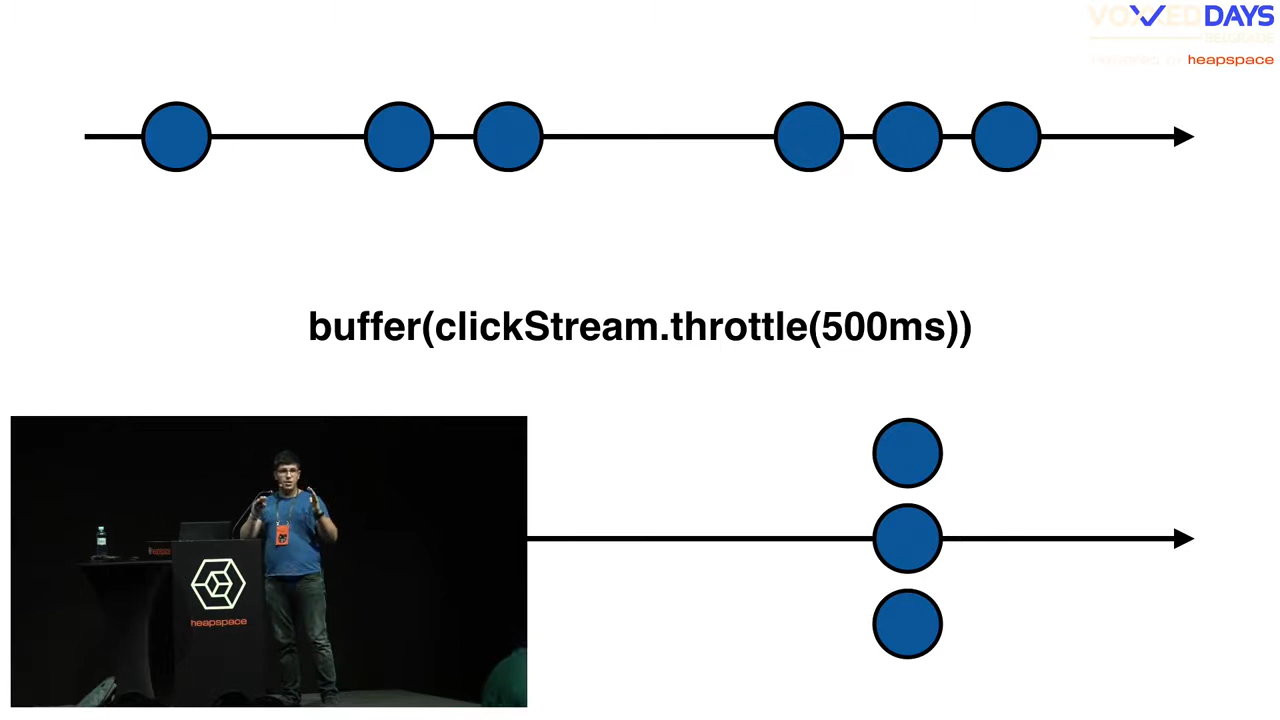 VOXXED DAYS
BELGRADE
POWERED BY heapspace
buffer(clickStream.throttle(500ms))
heapspace